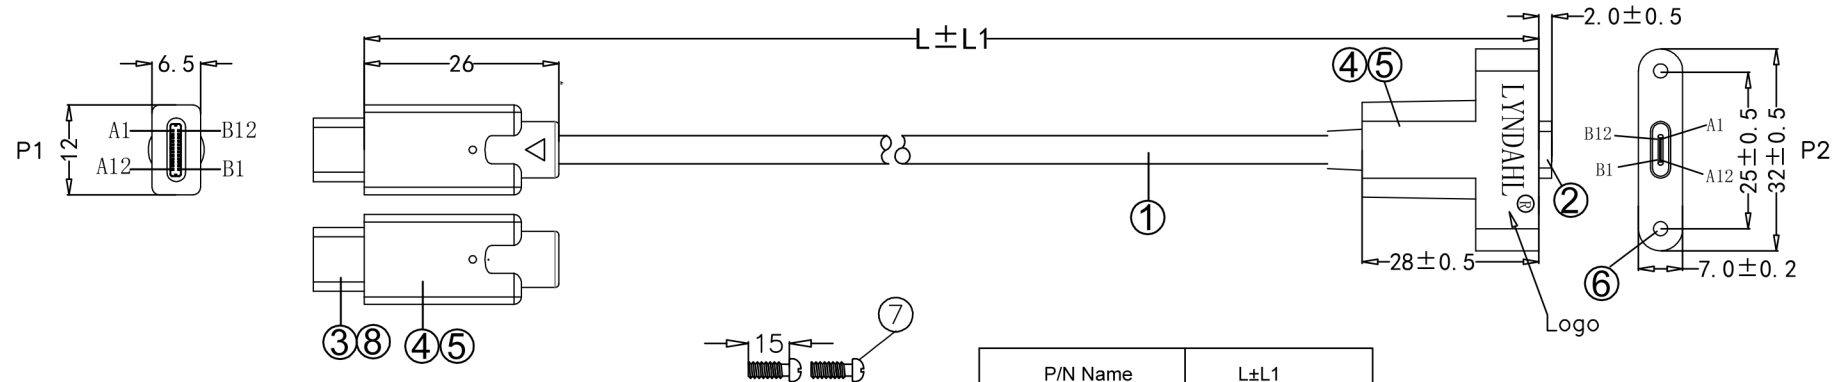 2.0±0.5
L±L1
26
④⑤
6.5
12
P1
A1
B12
A12
B1
LYNDAHL®
①
②
B12
A1
B1
A12
25±0.5
32±0.5
P2
28±0.5
7.0±0.2
⑥
Logo
③⑧
④⑤
⑦
15
P/N Name
L±L1